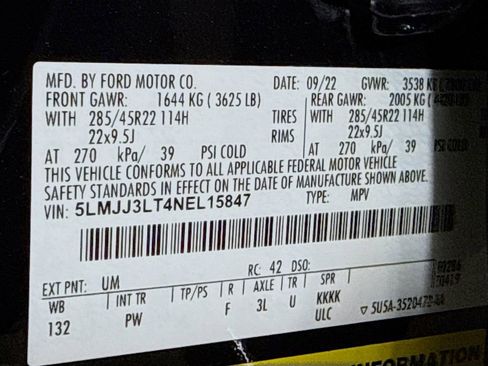 MFD. BY FORD MOTOR CO. DATE: 09/22 GVWR: 3538 KG
FRONT GAWR: 1644 KG ( 3625 LB) REAR GAWR: 2005 KG
WITH 285/45R22 114H TIRES WITH 285/45R22 114H
22x9.5J RIMS 22x9.5J
AT 270 kPa/ 39 PSI COLD AT 270 kPa/ 39 PSI COLD
THIS VEHICLE CONFORMS TO ALL APPLICABLE FEDERAL MOTOR VEHICLE
SAFETY STANDARDS IN EFFECT ON THE DATE OF MANUFACTURE SHOWN ABOVE.
VIN: 5LMJJ3LT4NEL15847 TYPE: MPV
EXT PNT: UM RC: 42 DSO:
WB INT TR TP/PS R AXLE TR SPR
132 PW F 3L U KKKK
ULC
INFORMATION